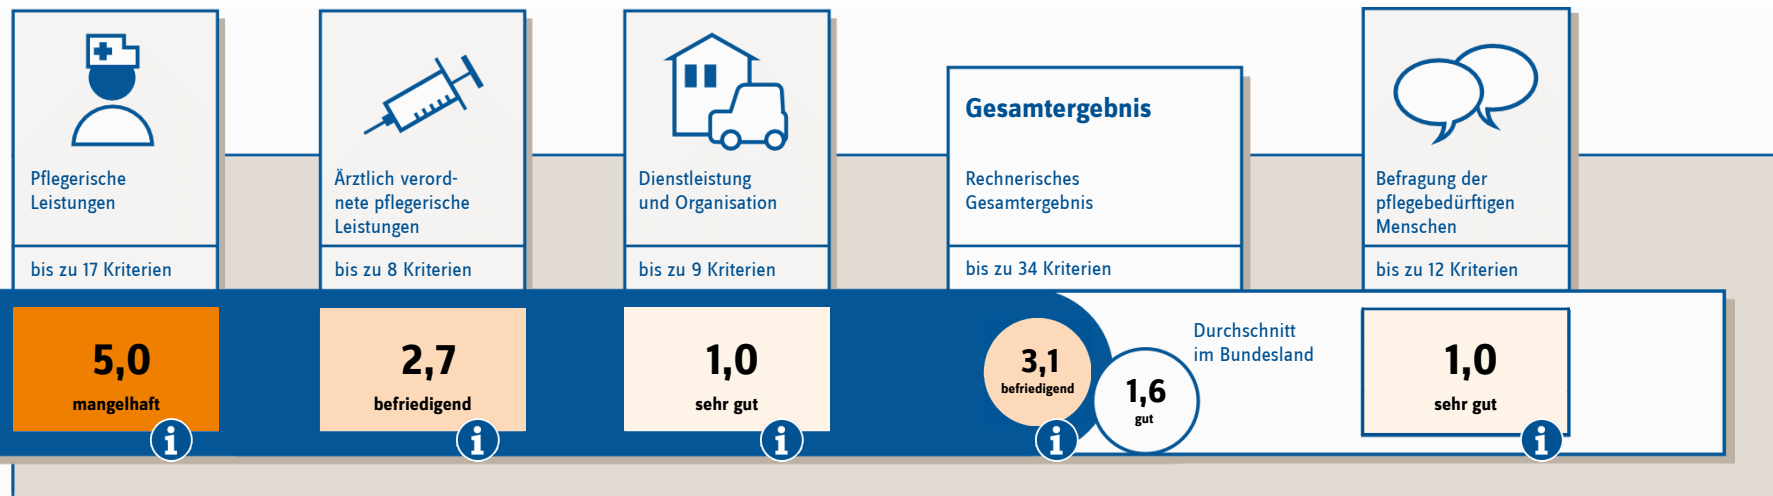 Pflegerische
Leistungen
bis zu 17 Kriterien
5,0
mangelhaft
i
Ärztlich verord-
nete pflegerische
Leistungen
bis zu 8 Kriterien
2,7
befriedigend
i
Dienstleistung
und Organisation
bis zu 9 Kriterien
1,0
sehr gut
i
Gesamtergebnis
Rechnerisches
Gesamtergebnis
bis zu 34 Kriterien
3,1
befriedigend
i
1,6
gut
Durchschnitt
im Bundesland
Befragung der
pflegebedürftigen
Menschen
bis zu 12 Kriterien
1,0
sehr gut
i